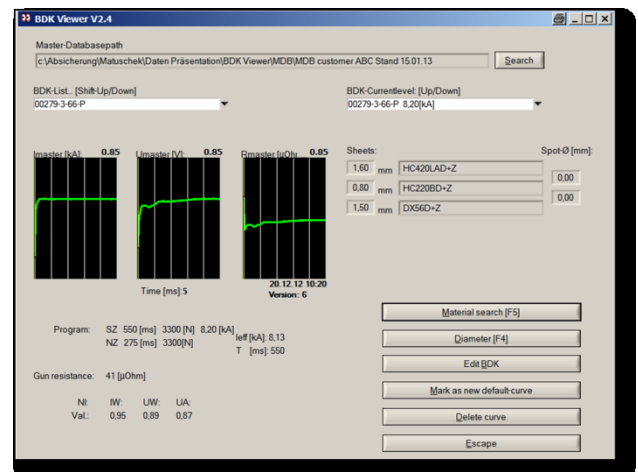 BDK Viewer V2.4
Master-Databasepath
c:\Absicherung\Matuschek\Daten Präsentation\BDK Viewer\MDB\MDB customer ABC Stand 15.01.13
Search
BDK-List.. [Shift-Up/Down] BDK-Currentlevel: [Up/Down]
00279-3-66-P 00279-3-66-P 8,20[kA]
Imaster [kA]: 0.85 Umaster [V]: 0.85 Rmaster [uOhr 0.85 Sheets: Spot-Ø [mm]:
1,60 mm HC420LAD+Z 0,00
0,80 mm HC220BD+Z 0,00
1,50 mm DX56D+Z
Time [ms]:5
20.12.12 10:20
Version: 6
Material search [F5]
Program: SZ 550 [ms] 3300 [N] 8,20 [kA] Ieff [kA]: 8,13
NZ 275 [ms] 3300[N] T [ms]: 550
Diameter [F4]
Edit BDK
Gun resistance: 41 [µOhm]
Mark as new default-curve
NI: IW: UW: UA:
Val.: 0,95 0,89 0,87
Delete curve
Escape